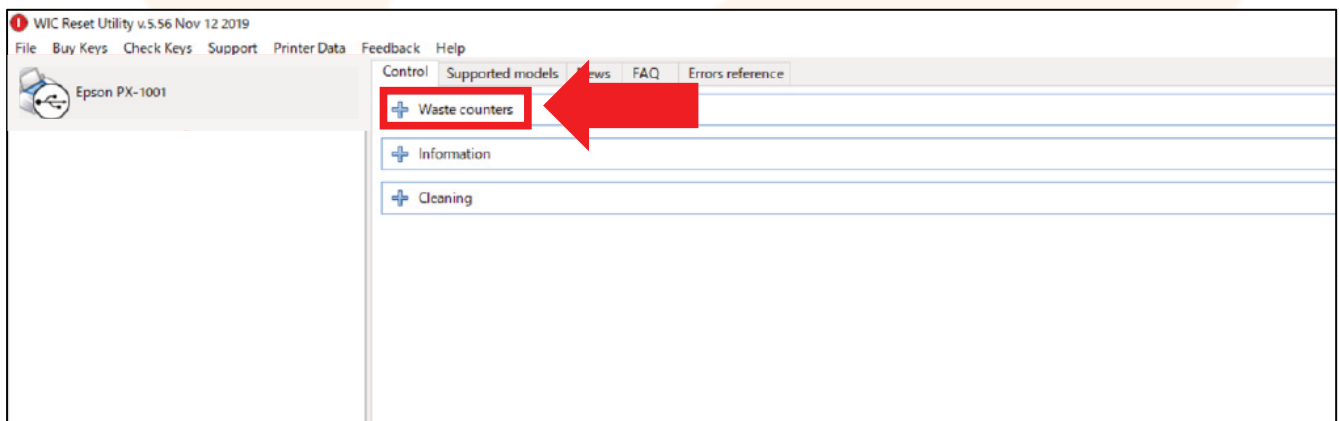 WIC Reset Utility v.5.56 Nov 12 2019
File Buy Keys Check Keys Support Printer Data Feedback Help
Control Supported models News FAQ Errors reference
Epson PX-1001
Waste counters
Information
Cleaning